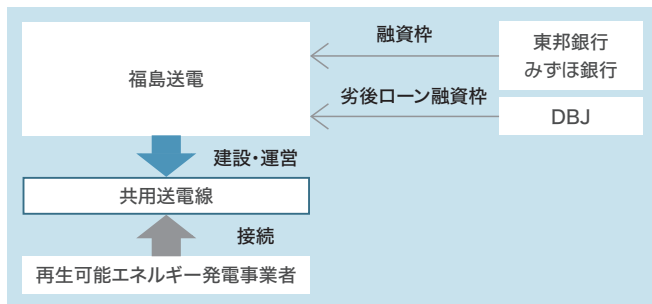 融資枠
東邦銀行
みずほ銀行
福島送電
劣後ローン融資枠
DBJ
建設・運営
共用送電線
接続
再生可能エネルギー発電事業者